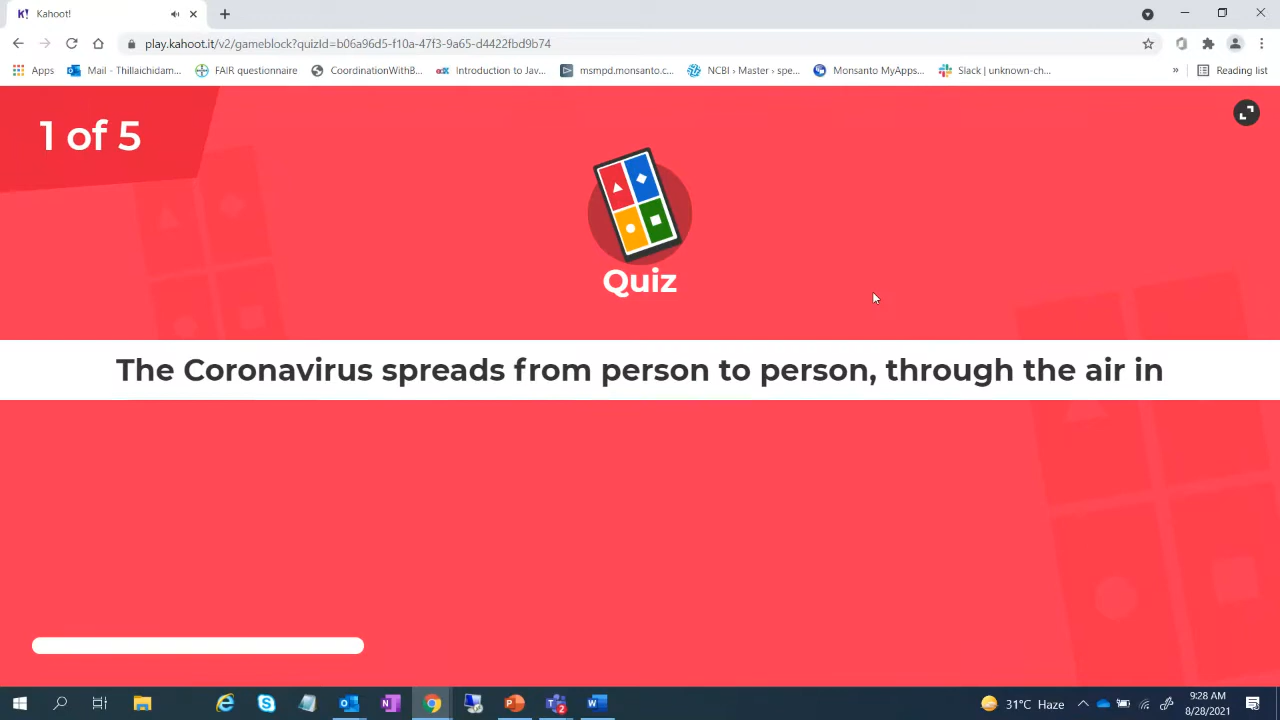 K! Kahoot!
play.kahoot.it/v2/gameblock?quizId=b06a96d5-f10a-47f3-9a65-d4422fbd9b74
Apps Mail - Thillaichidam... FAIR questionnaire CoordinationWithB... Introduction to Jav... msmpd.monsanto.c... NCBI › Master › spe... Monsanto MyApps... Slack | unknown-ch... » Reading list
1 of 5
Quiz
The Coronavirus spreads from person to person, through the air in
31°C Haze
9:28 AM
8/28/2021